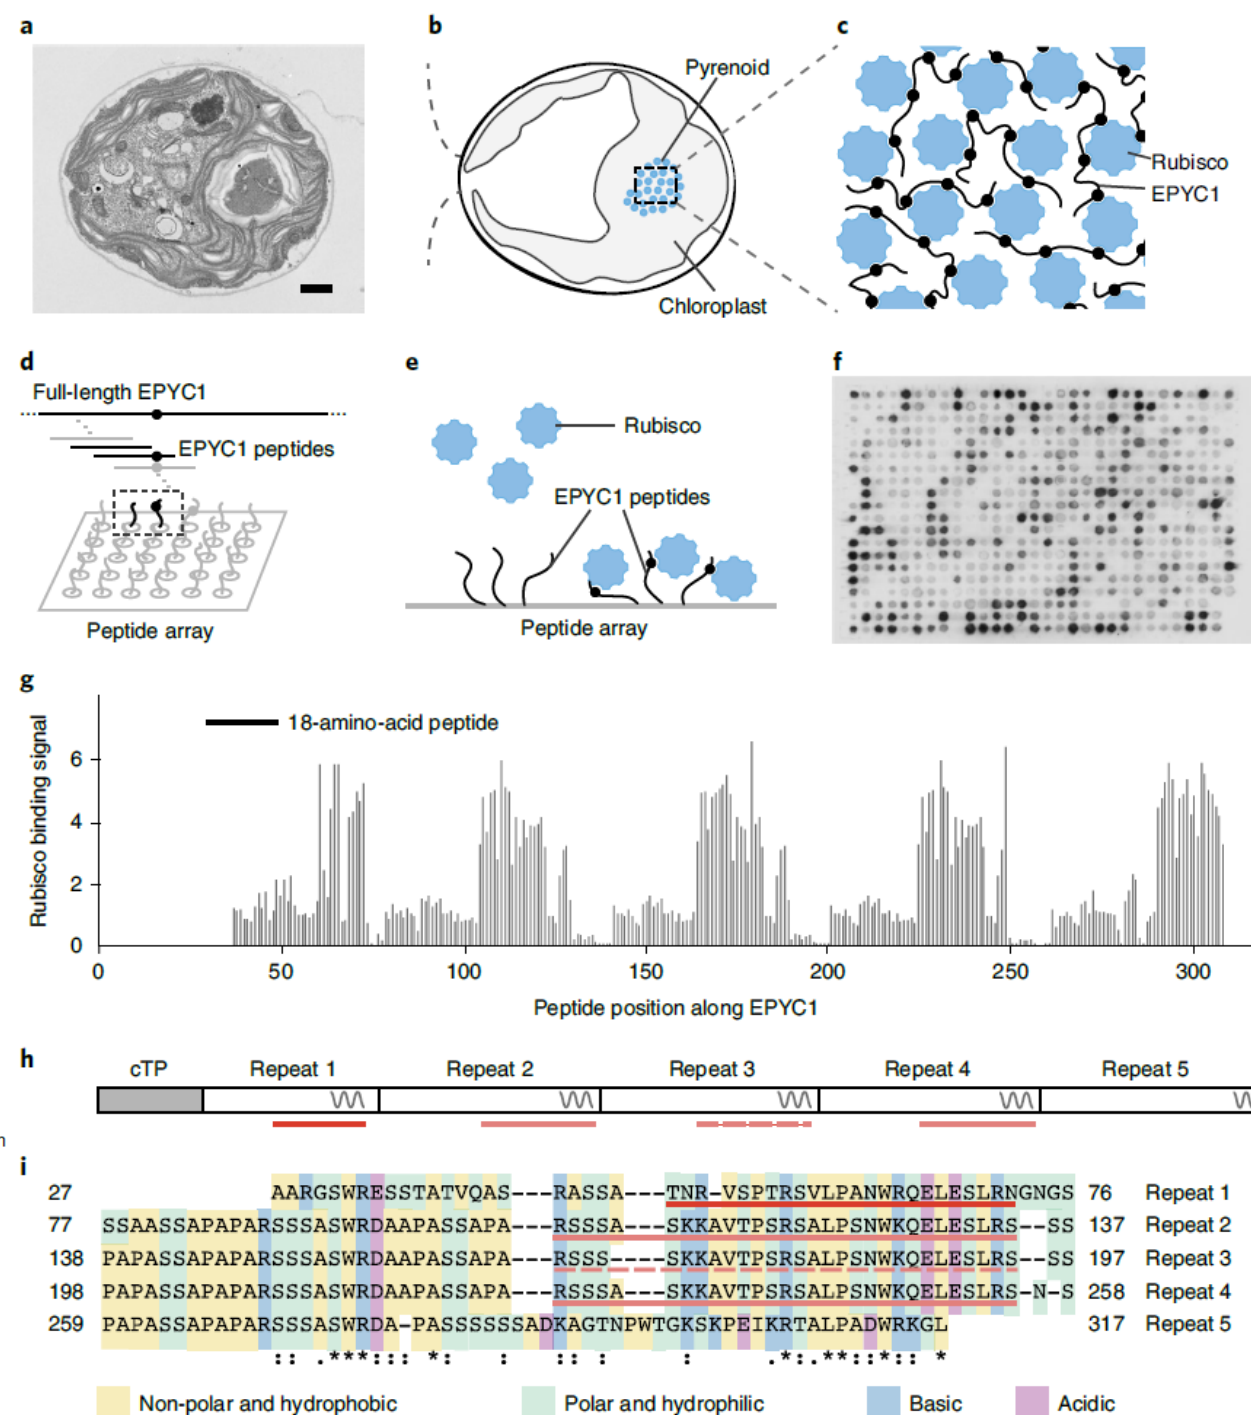 a
b
c
Pyrenoid
Chloroplast
Rubisco
EPYC1
d
e
f
Full-length EPYC1
EPYC1 peptides
Peptide array
Rubisco
EPYC1 peptides
Peptide array
g
18-amino-acid peptide
Rubisco binding signal
6
4
2
0
0 50 100 150 200 250 300
Peptide position along EPYC1
h
cTP Repeat 1 Repeat 2 Repeat 3 Repeat 4 Repeat 5
n
i
27 AARGSWRESSTATVQAS---RASSA---TNR-VSPTRSVLPANWRQELESLRNGNGS 76 Repeat 1
77 SSAASSAPAPARSSSASWRDAAPASSAPA---RSSSA---SKKAVTPSRSALPSNWKQELESLRS--SS 137 Repeat 2
138 PAPASSAPAPARSSSASWRDAAPASSAPA---RSSS----SKKAVTPSRSALPSNWKQELESLRS--SS 197 Repeat 3
198 PAPASSAPAPARSSSASWRDAAPASSAPA---RSSSA---SKKAVTPSRSALPSNWKQELESLRS-N-S 258 Repeat 4
259 PAPASSAPAPARSSSASWRDA-PASSSSSSADKAGTNPWTGKSKPEIKRTALPADWRKGL 317 Repeat 5
:: .***::: *: : :: : : .*:.**::*:: *
Non-polar and hydrophobic Polar and hydrophilic Basic Acidic